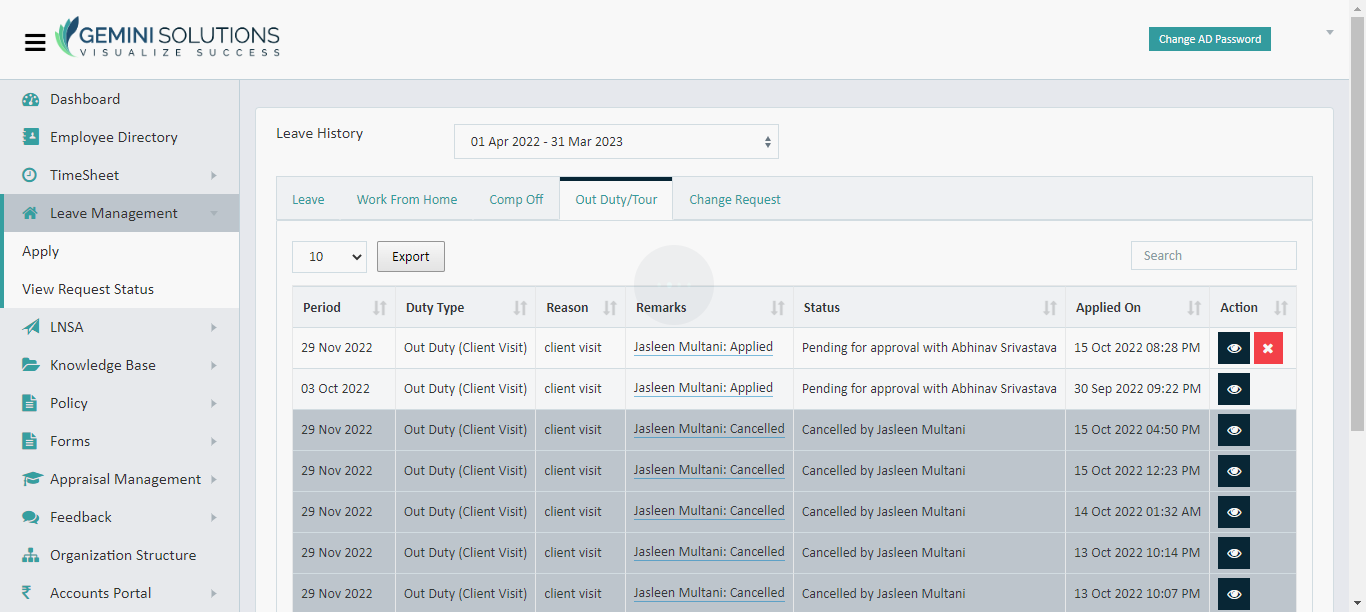 GEMINI SOLUTIONS
VISUALIZE SUCCESS
Change AD Password
Dashboard
Employee Directory
TimeSheet
Leave Management
Apply
View Request Status
LNSA
Knowledge Base
Policy
Forms
Appraisal Management
Feedback
Organization Structure
Accounts Portal
Leave History
01 Apr 2022 - 31 Mar 2023
Leave Work From Home Comp Off Out Duty/Tour Change Request
10 Export Search
Period Duty Type Reason Remarks Status Applied On Action
29 Nov 2022 Out Duty (Client Visit) client visit Jasleen Multani: Applied Pending for approval with Abhinav Srivastava 15 Oct 2022 08:28 PM
03 Oct 2022 Out Duty (Client Visit) client visit Jasleen Multani: Applied Pending for approval with Abhinav Srivastava 30 Sep 2022 09:22 PM
29 Nov 2022 Out Duty (Client Visit) client visit Jasleen Multani: Cancelled Cancelled by Jasleen Multani 15 Oct 2022 04:50 PM
29 Nov 2022 Out Duty (Client Visit) client visit Jasleen Multani: Cancelled Cancelled by Jasleen Multani 15 Oct 2022 12:23 PM
29 Nov 2022 Out Duty (Client Visit) client visit Jasleen Multani: Cancelled Cancelled by Jasleen Multani 14 Oct 2022 01:32 AM
29 Nov 2022 Out Duty (Client Visit) client visit Jasleen Multani: Cancelled Cancelled by Jasleen Multani 13 Oct 2022 10:14 PM
29 Nov 2022 Out Duty (Client Visit) client visit Jasleen Multani: Cancelled Cancelled by Jasleen Multani 13 Oct 2022 10:07 PM